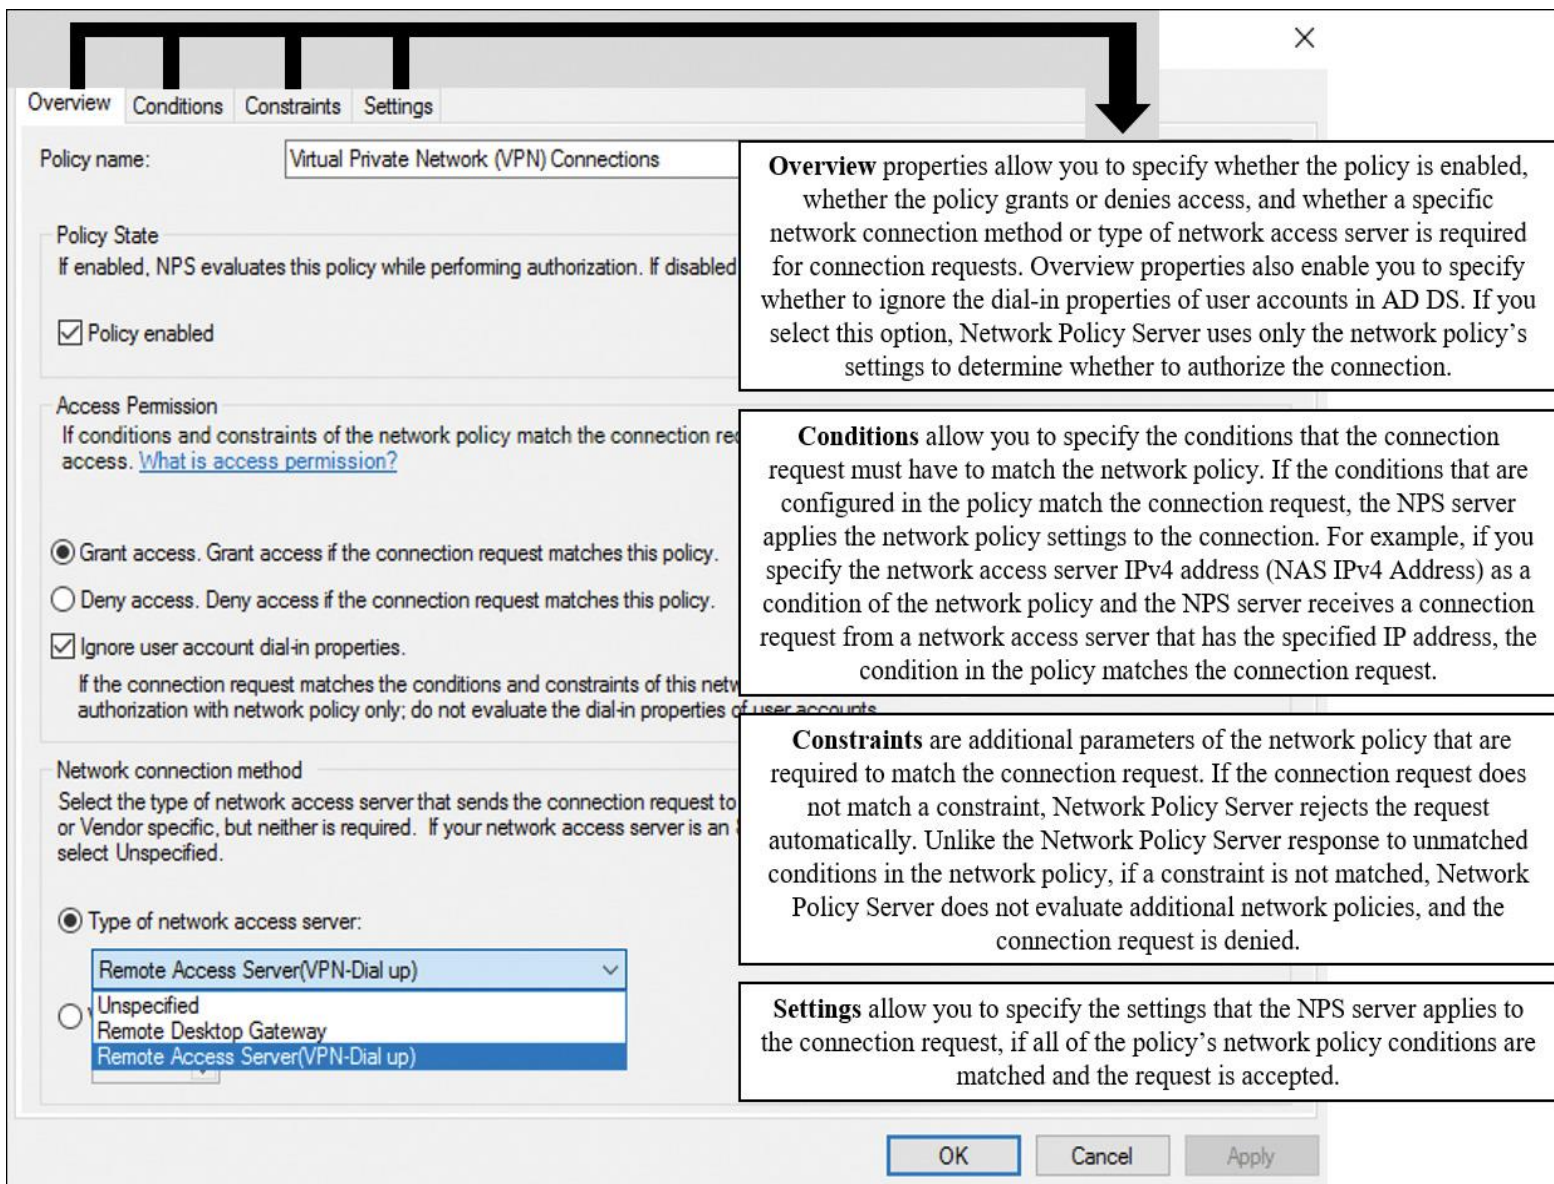 Overview Conditions Constraints Settings
Policy name: Virtual Private Network (VPN) Connections
Policy State
If enabled, NPS evaluates this policy while performing authorization. If disabled
Policy enabled
Access Permission
If conditions and constraints of the network policy match the connection
access. What is access permission?
Grant access. Grant access if the connection request matches this policy.
Deny access. Deny access if the connection request matches this policy.
Ignore user account dial-in properties.
If the connection request matches the conditions and constraints of this
authorization with network policy only; do not evaluate the dial-in properties of user accounts
Network connection method
Select the type of network access server that sends the connection request to
or Vendor specific, but neither is required. If your network access server is an
select Unspecified.
Type of network access server:
Remote Access Server(VPN-Dial up)
Unspecified
Remote Desktop Gateway
Remote Access Server(VPN-Dial up)
Overview properties allow you to specify whether the policy is enabled,
whether the policy grants or denies access, and whether a specific
network connection method or type of network access server is required
for connection requests. Overview properties also enable you to specify
whether to ignore the dial-in properties of user accounts in AD DS. If you
select this option, Network Policy Server uses only the network policy’s
settings to determine whether to authorize the connection.
Conditions allow you to specify the conditions that the connection
request must have to match the network policy. If the conditions that are
configured in the policy match the connection request, the NPS server
applies the network policy settings to the connection. For example, if you
specify the network access server IPv4 address (NAS IPv4 Address) as a
condition of the network policy and the NPS server receives a connection
request from a network access server that has the specified IP address, the
condition in the policy matches the connection request.
Constraints are additional parameters of the network policy that are
required to match the connection request. If the connection request does
not match a constraint, Network Policy Server rejects the request
automatically. Unlike the Network Policy Server response to unmatched
conditions in the network policy, if a constraint is not matched, Network
Policy Server does not evaluate additional network policies, and the
connection request is denied.
Settings allow you to specify the settings that the NPS server applies to
the connection request, if all of the policy’s network policy conditions are
matched and the request is accepted.
OK Cancel Apply